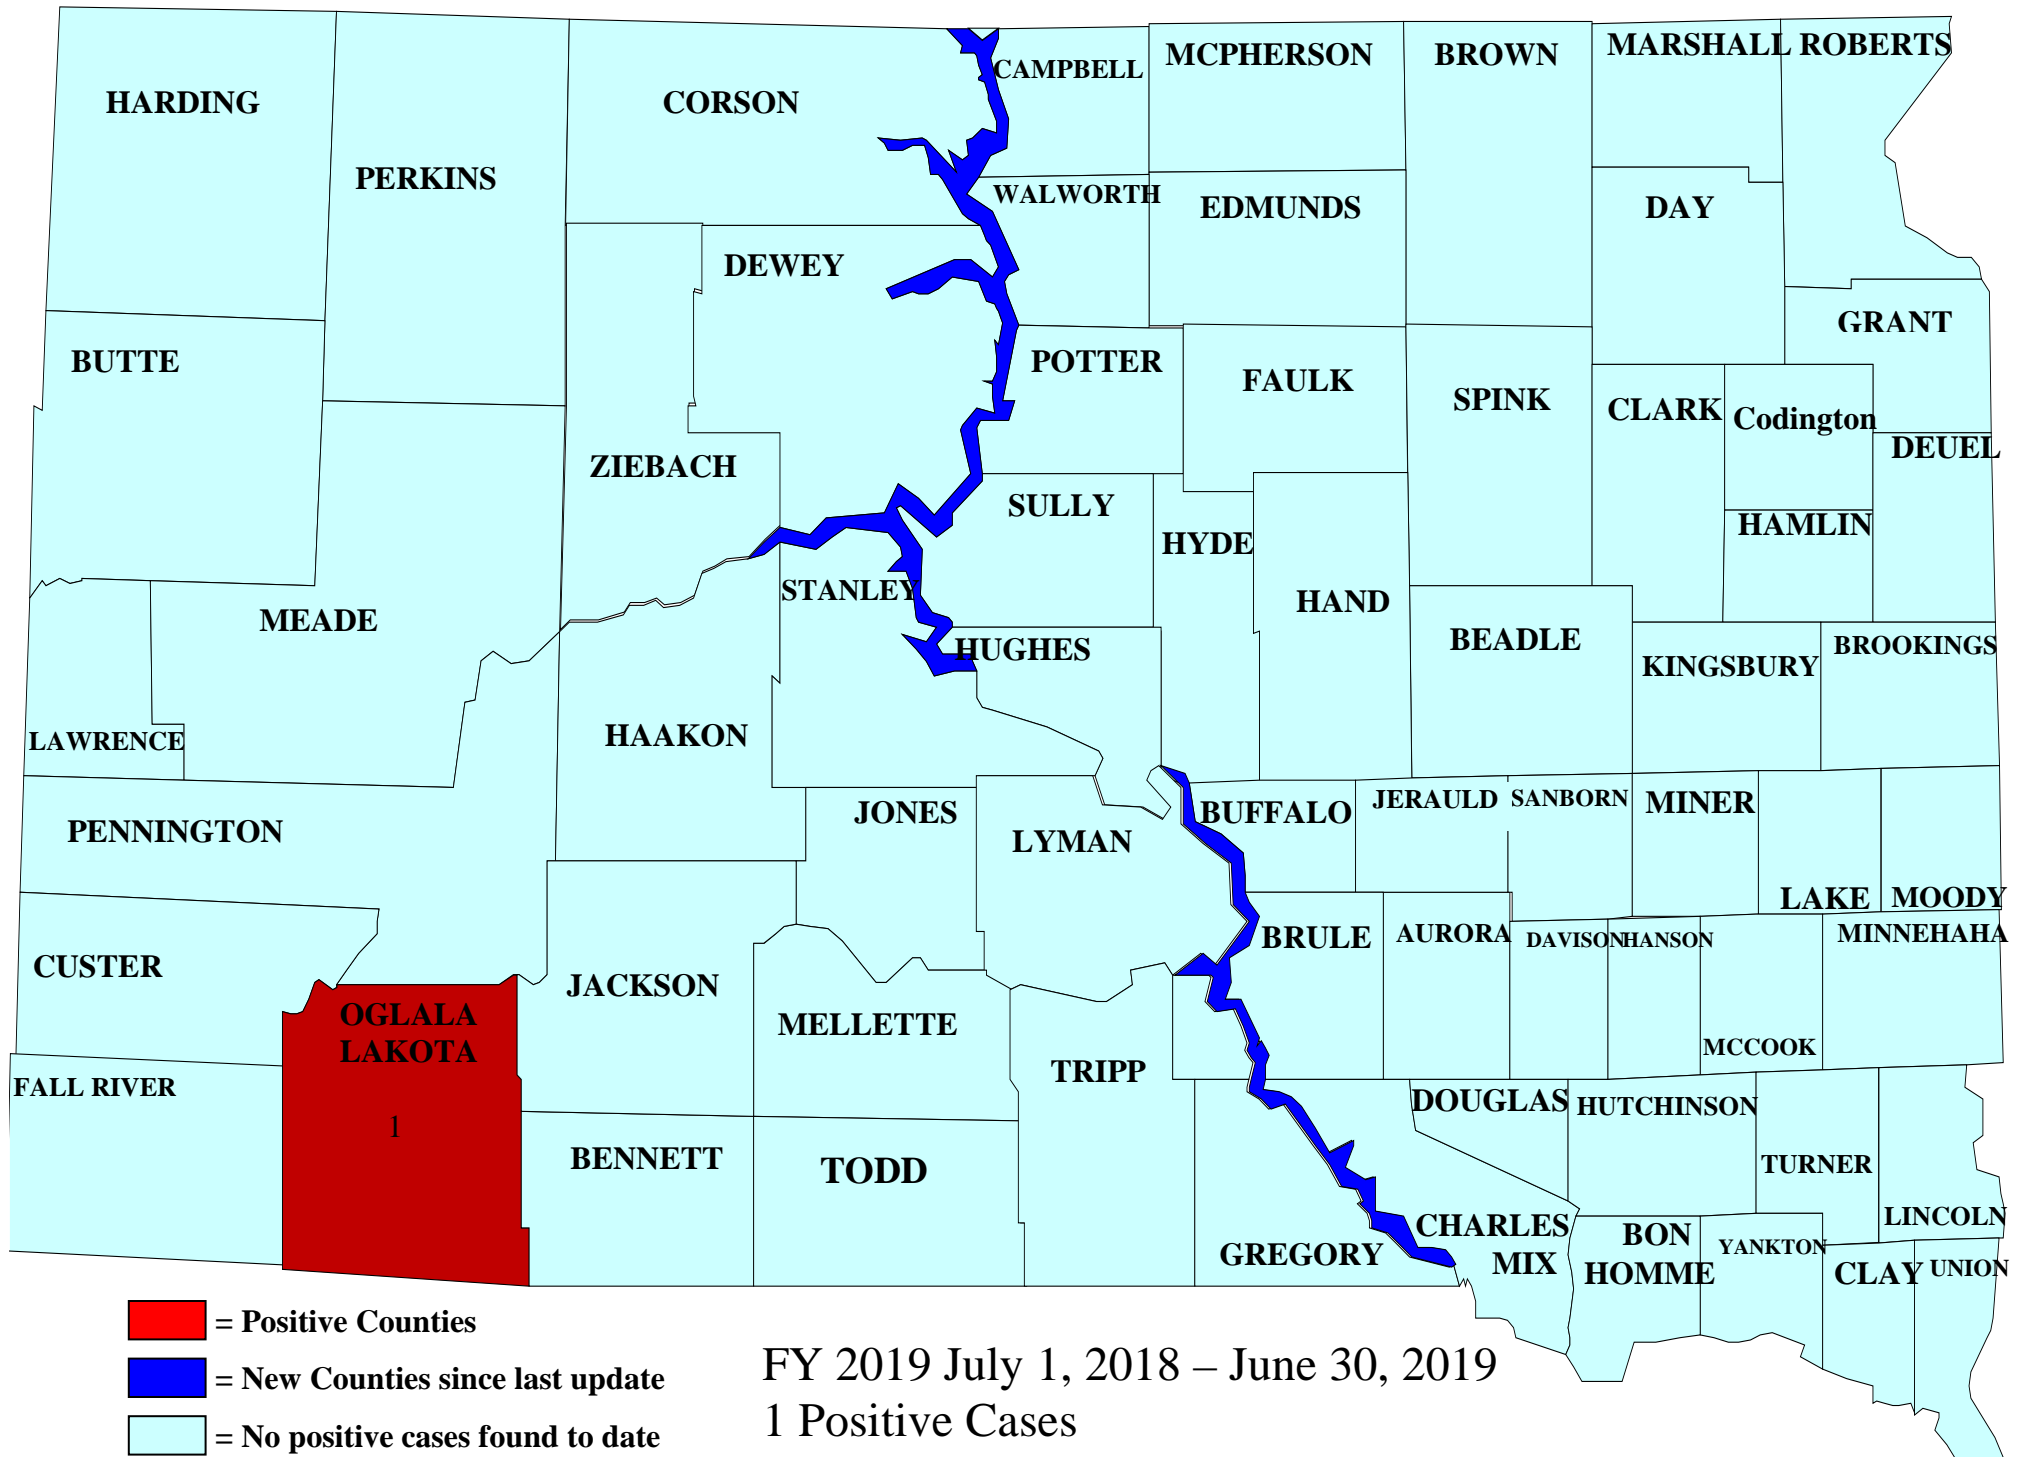 HARDING
PERKINS
CORSON
CAMPBELL
MCPHERSON
BROWN
MARSHALL
ROBERTS
WALWORTH
EDMUNDS
DAY
DEWEY
GRANT
BUTTE
POTTER
FAULK
SPINK
CLARK
Codington
DEUEL
ZIEBACH
SULLY
HYDE
HAMLIN
STANLEY
HAND
MEADE
HUGHES
BEADLE
KINGSBURY
BROOKINGS
LAWRENCE
HAAKON
PENNINGTON
JONES
LYMAN
BUFFALO
JERAULD
SANBORN
MINER
LAKE
MOODY
CUSTER
JACKSON
BRULE
AURORA
DAVISON
HANSON
MINNEHAHA
OGLALA
LAKOTA
1
MELLETTE
MCCOOK
FALL RIVER
TRIPP
DOUGLAS
HUTCHINSON
BENNETT
TODD
TURNER
LINCOLN
GREGORY
CHARLES
MIX
BON
HOMME
YANKTON
CLAY
UNION
= Positive Counties
= New Counties since last update
= No positive cases found to date
FY 2019 July 1, 2018 – June 30, 2019
1 Positive Cases